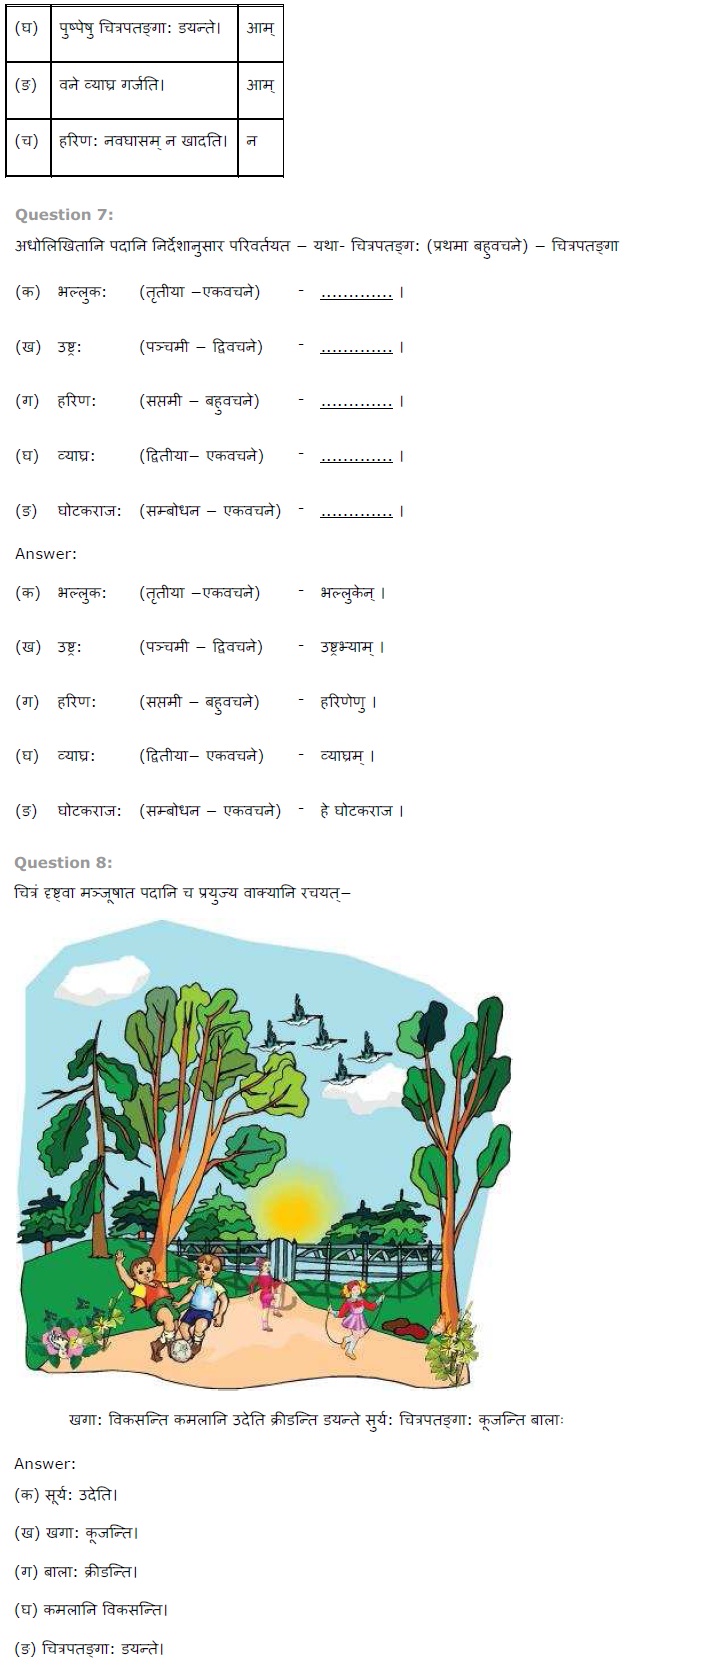 (घ) पुष्पेषु चित्रपतङ्गा: डयन्ते। आम्
(ङ) वने व्याघ्र गर्जति। आम्
(च) हरिण: नवघासम् न खादति। न
Question 7:
अधोलिखितानि पदानि निर्देशानुसार परिवर्तयत – यथा- चित्रपतङ्ग: (प्रथमा बहुवचने) – चित्रपतङ्गा
(क) भल्लुक: (तृतीया –एकवचने) - ............. ।
(ख) उष्ट्र: (पञ्चमी – द्विवचने) - ............. ।
(ग) हरिण: (सप्तमी – बहुवचने) - ............. ।
(घ) व्याघ्र: (द्वितीया– एकवचने) - ............. ।
(ङ) घोटकराज: (सम्बोधन – एकवचने) - ............. ।
Answer:
(क) भल्लुक: (तृतीया –एकवचने) - भल्लुकेन् ।
(ख) उष्ट्र: (पञ्चमी – द्विवचने) - उष्ट्रभ्याम् ।
(ग) हरिण: (सप्तमी – बहुवचने) - हरिणेणु ।
(घ) व्याघ्र: (द्वितीया– एकवचने) - व्याघ्रम् ।
(ङ) घोटकराज: (सम्बोधन – एकवचने) - हे घोटकराज ।
Question 8:
चित्रं दृष्ट्वा मञ्जूषात पदानि च प्रयुज्य वाक्यानि रचयत्–
खगा: विकसन्ति कमलानि उदेति क्रीडन्ति डयन्ते सुर्य: चित्रपतङ्गा: कूजन्ति बालाः
Answer:
(क) सूर्य: उदेति।
(ख) खगा: कूजन्ति।
(ग) बाला: क्रीडन्ति।
(घ) कमलानि विकसन्ति।
(ङ) चित्रपतङ्गा: डयन्ते।